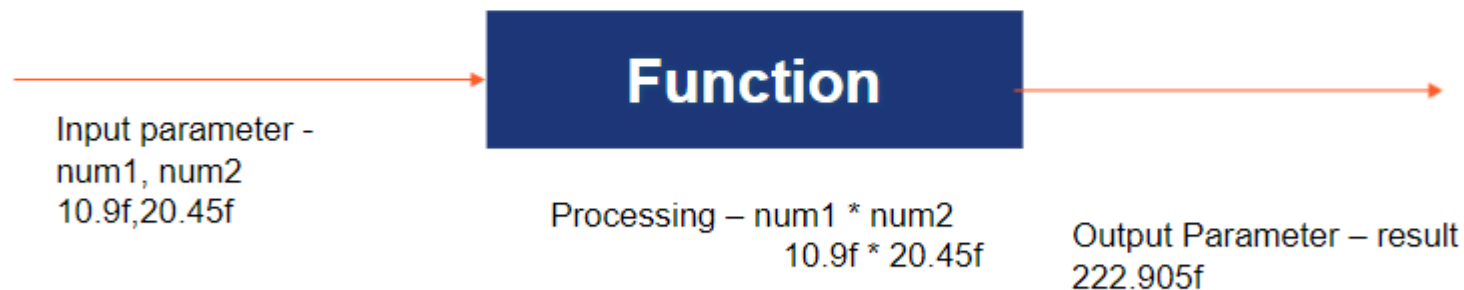 Function
Input parameter -
num1, num2
10.9f,20.45f
Processing – num1 * num2
10.9f * 20.45f
Output Parameter – result
222.905f